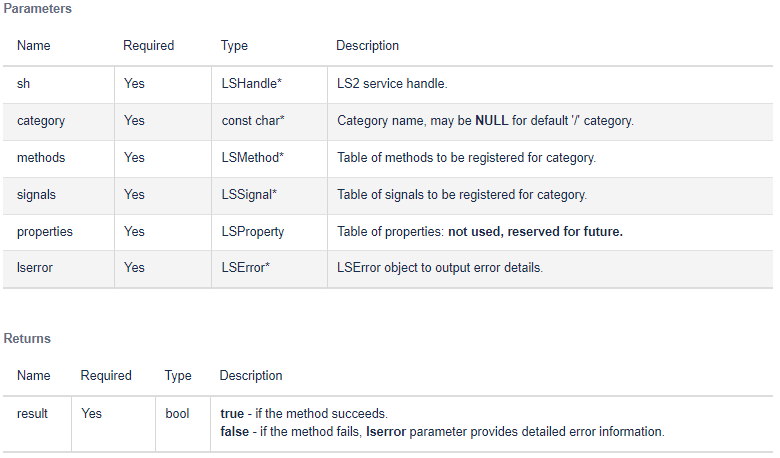 Parameters
Name Required Type Description
sh Yes LSHandle* LS2 service handle.
category Yes const char* Category name, may be NULL for default '/' category.
methods Yes LSMethod* Table of methods to be registered for category.
signals Yes LSSignal* Table of signals to be registered for category.
properties Yes LSProperty Table of properties: not used, reserved for future.
lserror Yes LSError* LSError object to output error details.
Returns
Name Required Type Description
result Yes bool true - if the method succeeds.
false - if the method fails, lserror parameter provides detailed error information.